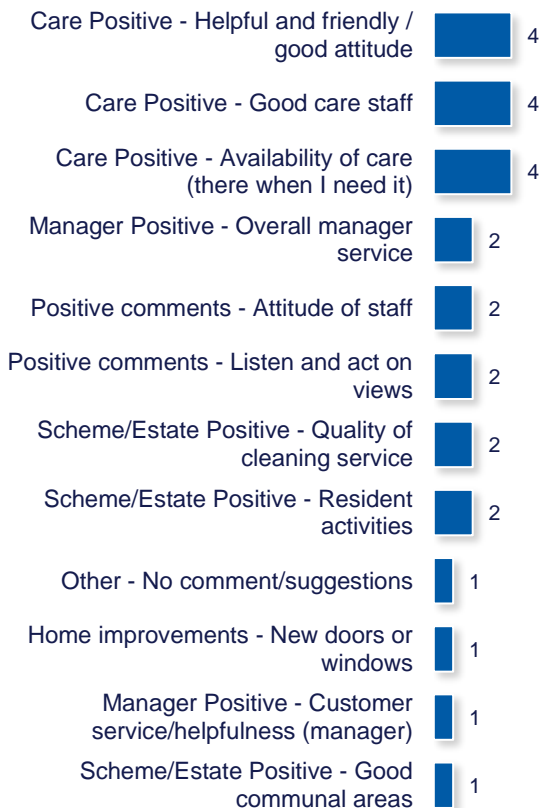 Care Positive - Helpful and friendly /
good attitude
4
Care Positive - Good care staff
4
Care Positive - Availability of care
(there when I need it)
4
Manager Positive - Overall manager
service
2
Positive comments - Attitude of staff
2
Positive comments - Listen and act on
views
2
Scheme/Estate Positive - Quality of
cleaning service
2
Scheme/Estate Positive - Resident
activities
2
Other - No comment/suggestions
1
Home improvements - New doors or
windows
1
Manager Positive - Customer
service/helpfulness (manager)
1
Scheme/Estate Positive - Good
communal areas
1